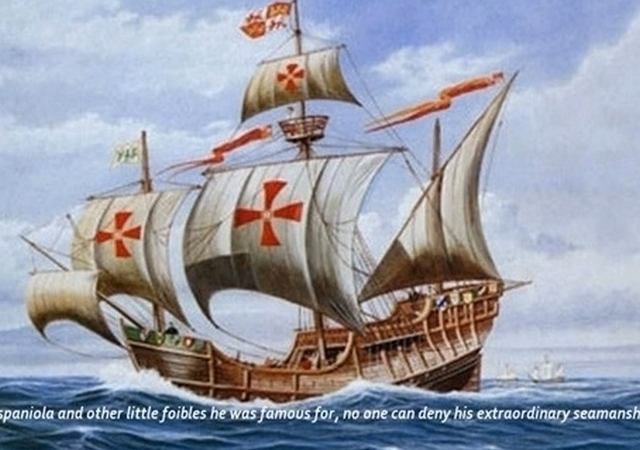 spaniola and other little foibles he was famous for, no one can deny his extraordinary seamansh